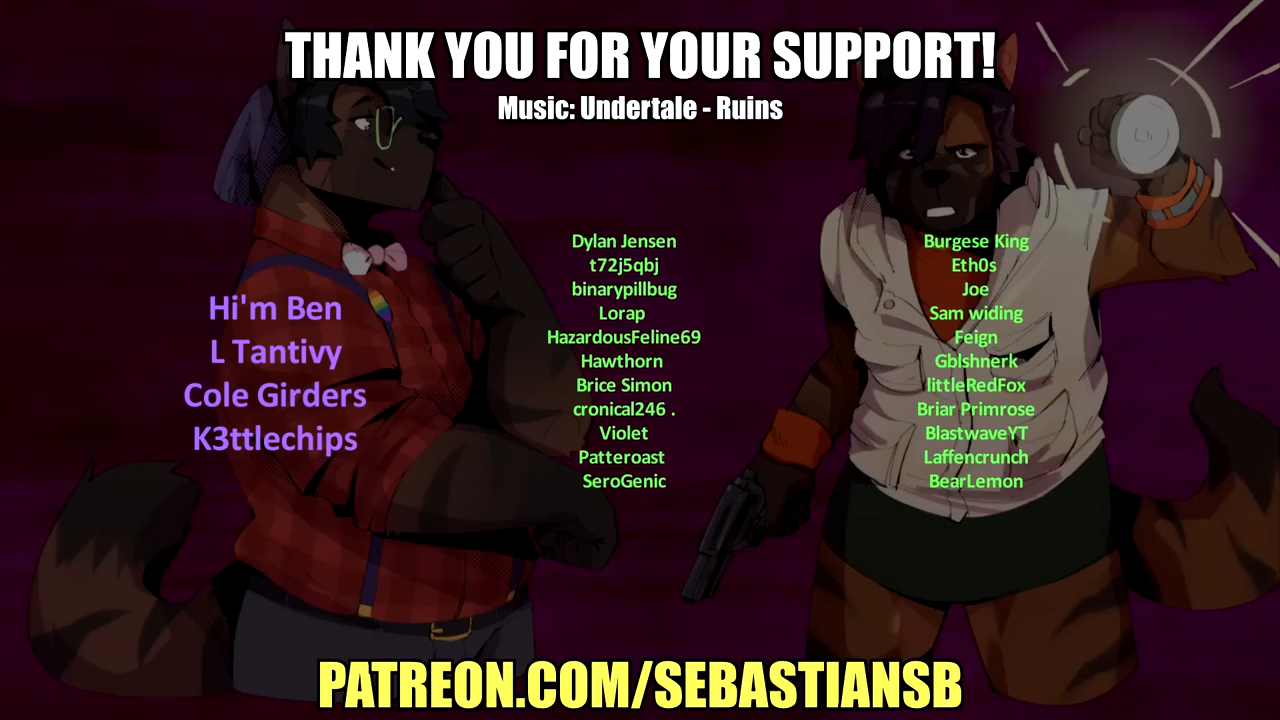 THANK YOU FOR YOUR SUPPORT!
Music: Undertale - Ruins
Hi'm Ben
L Tantivy
Cole Girders
K3ttlechips
Dylan Jensen
t72j5qbj
binarypillbug
Lorap
HazardousFeline69
Hawthorn
Brice Simon
cronical246 .
Violet
Patteroast
SeroGenic
Burgese King
Eth0s
Joe
Sam widing
Feign
Gblshnerk
littleRedFox
Briar Primrose
BlastwaveYT
Laffencrunch
BearLemon
PATREON.COM/SEBASTIANSB